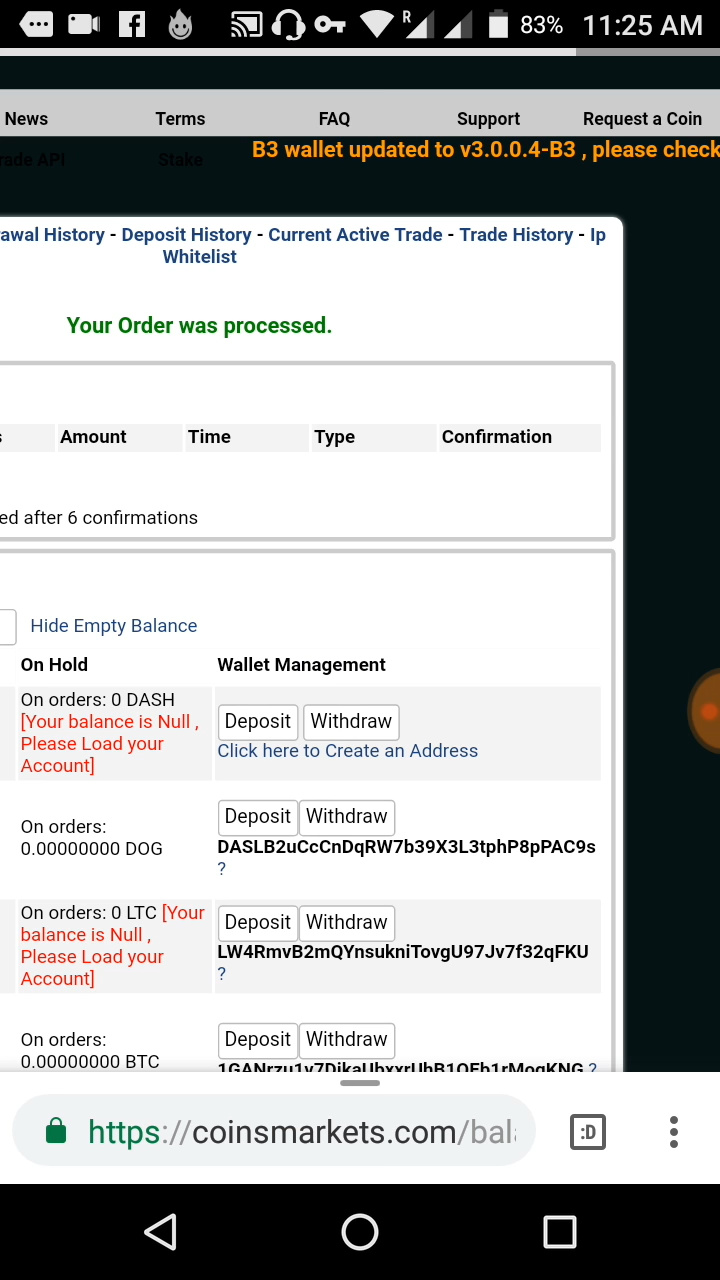 R 83% 11:25 AM
News Terms FAQ Support Request a Coin
rade API Stake B3 wallet updated to v3.0.0.4-B3 , please check
awal History - Deposit History - Current Active Trade - Trade History - Ip
Whitelist
Your Order was processed.
s Amount Time Type Confirmation
ed after 6 confirmations
Hide Empty Balance
On Hold Wallet Management
On orders: 0 DASH
[Your balance is Null ,
Please Load your
Account]
Deposit Withdraw
Click here to Create an Address
On orders:
0.00000000 DOG
Deposit Withdraw
DASLB2uCcCnDqRW7b39X3L3tphP8pPAC9s
?
On orders: 0 LTC [Your
balance is Null ,
Please Load your
Account]
Deposit Withdraw
LW4RmvB2mQYnsukniTovgU97Jv7f32qFKU
?
On orders:
0.00000000 BTC
Deposit Withdraw
?
https://coinsmarkets.com/bal
:D